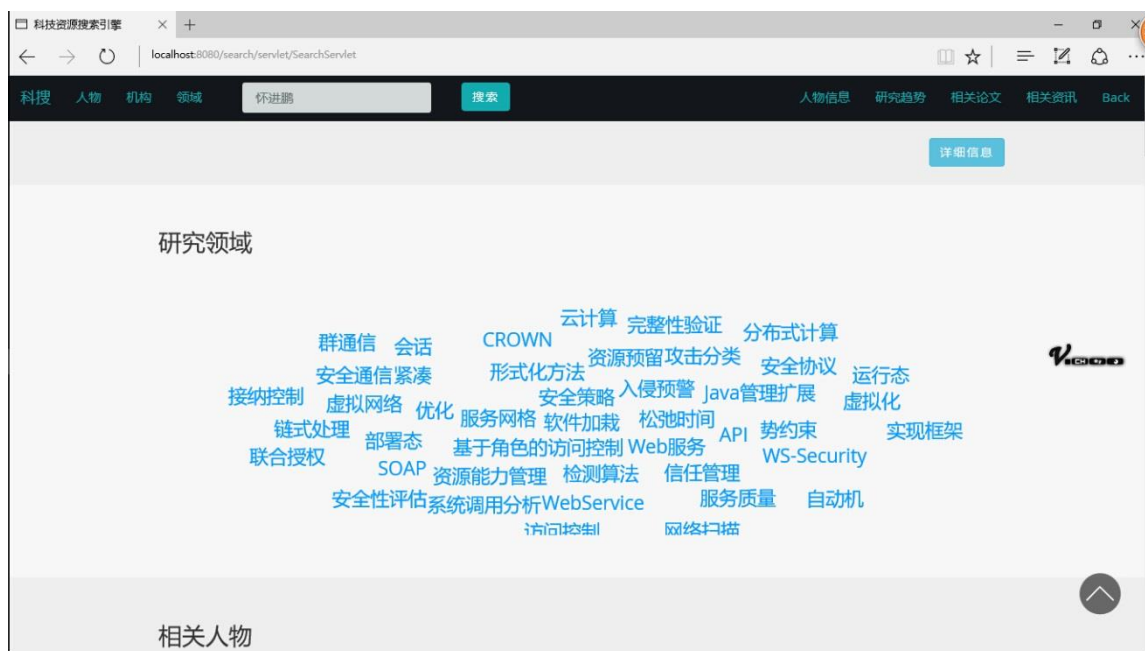 科技资源搜索引擎
localhost:8080/search/servlet/SearchServlet
科搜 人物 机构 领域 怀进鹏 搜索 人物信息 研究趋势 相关论文 相关资讯 Back
详细信息
研究领域
云计算 完整性验证 分布式计算
群通信 会话 CROWN
资源预留 攻击分类 安全协议
安全通信 紧凑 形式化方法 运行态
接纳控制 虚拟网络 优化 安全策略 入侵预警 Java管理扩展 虚拟化
服务网格 软件加载 松弛时间
链式处理 部署态 API 势约束 实现框架
联合授权 基于角色的访问控制 Web服务 WS-Security
SOAP 资源能力管理 检测算法 信任管理
安全性评估 系统调用分析 WebService 服务质量 自动机
访问控制 网络扫描
相关人物